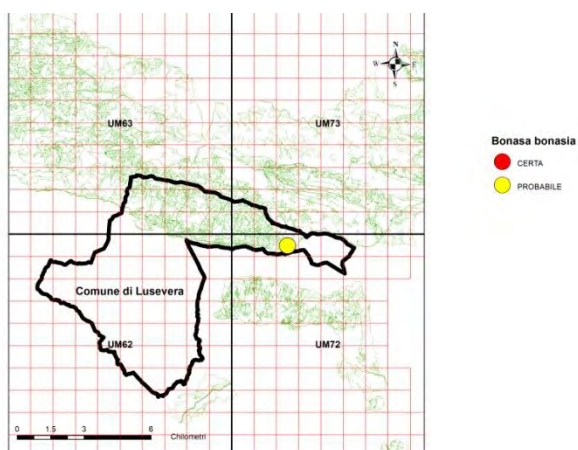 N
W E
S
UM63
UM73
Bonasa bonasia
CERTA
PROBABILE
Comune di Lusevera
UM62
UM72
0 1.5 3 6
Chilometri